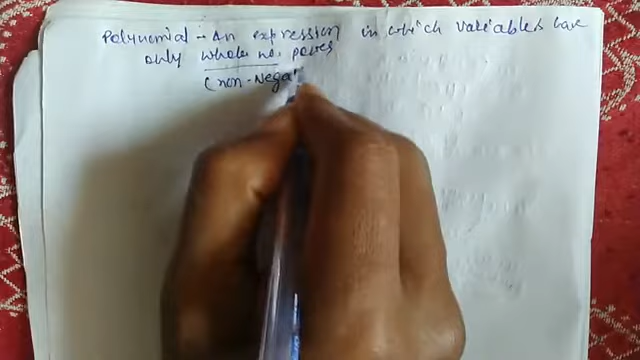 Polynomial - An expression in which variables have
only whole no. powers
(non-Nega